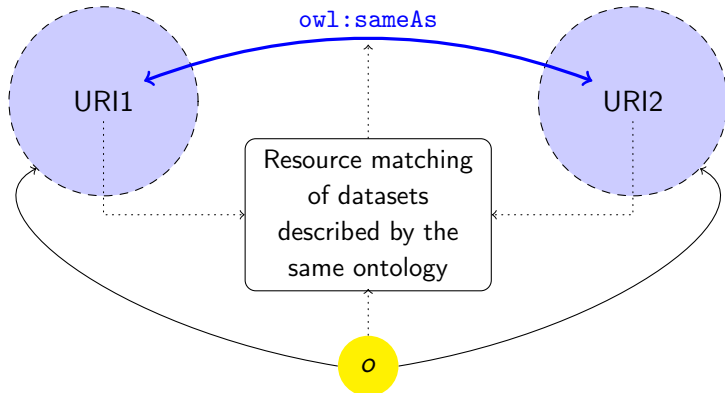 owl:sameAs
URI1
URI2
Resource matching
of datasets
described by the
same ontology
o